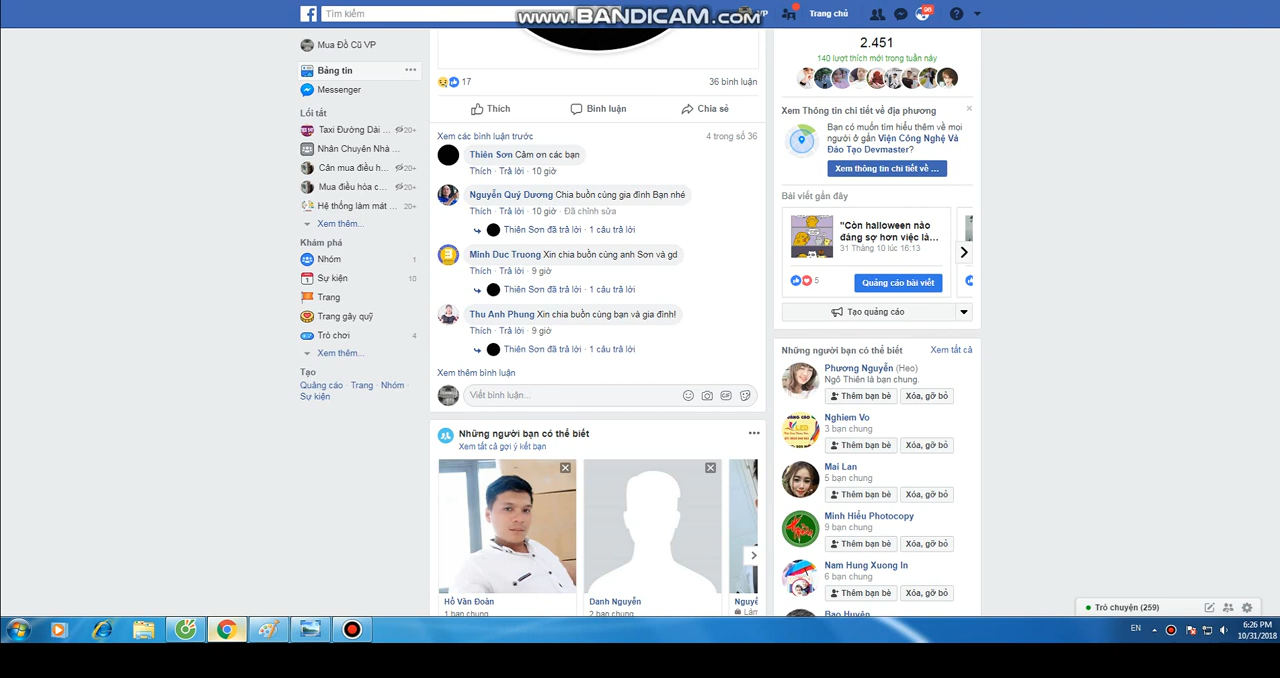 Tìm kiếm
www.BANDICAM.com
VP
Trang chủ
Mua Đồ Cũ VP
Bảng tin
Messenger
Lối tắt
Taxi Đường Dài ... 20+
Nhân Chuyên Nhà ...
Cần mua điều h... 20+
Mua điều hòa c... 20+
Hệ thống làm mát ... 20+
Xem thêm...
Khám phá
Nhóm 1
Sự kiện 10
Trang
Trang gây quỹ
Trò chơi 4
Xem thêm...
Tạo
Quảng cáo · Trang · Nhóm ·
Sự kiện
17
36 bình luận
Thích
Bình luận
Chia sẻ
Xem các bình luận trước
4 trong số 36
Thiên Sơn Cảm ơn các bạn
Thích · Trả lời · 10 giờ
Nguyễn Quý Dương Chia buồn cùng gia đình Bạn nhé
Thích · Trả lời · 10 giờ · Đã chỉnh sửa
Thiên Sơn đã trả lời · 1 câu trả lời
Minh Duc Truong Xin chia buồn cùng anh Sơn và gd
Thích · Trả lời · 9 giờ
Thiên Sơn đã trả lời · 1 câu trả lời
Thu Anh Phung Xin chia buồn cùng bạn và gia đình!
Thích · Trả lời · 9 giờ
Thiên Sơn đã trả lời · 1 câu trả lời
Xem thêm bình luận
Viết bình luận...
Những người bạn có thể biết
Xem tất cả gợi ý kết bạn
Hồ Văn Đoàn
1 bạn chung
Danh Nguyễn
2 bạn chung
2.451
140 lượt thích mới trong tuần này
Xem Thông tin chi tiết về địa phương
Bạn có muốn tìm hiểu thêm về mọi
người ở gần Viện Công Nghệ Và
Đào Tạo Devmaster?
Xem thông tin chi tiết về ...
Bài viết gần đây
"Còn halloween nào
đáng sợ hơn việc là...
31 Tháng 10 lúc 16:13
5
Quảng cáo bài viết
Tạo quảng cáo
Những người bạn có thể biết
Xem tất cả
Phương Nguyễn (Heo)
Ngô Thiên là bạn chung.
Thêm bạn bè
Xóa, gỡ bỏ
Nghiem Vo
3 bạn chung
Thêm bạn bè
Xóa, gỡ bỏ
Mai Lan
5 bạn chung
Thêm bạn bè
Xóa, gỡ bỏ
Minh Hiếu Photocopy
9 bạn chung
Thêm bạn bè
Xóa, gỡ bỏ
Nam Hung Xuong In
6 bạn chung
Thêm bạn bè
Xóa, gỡ bỏ
Bao Huyên
Trò chuyện (259)
EN
6:26 PM
10/31/2018